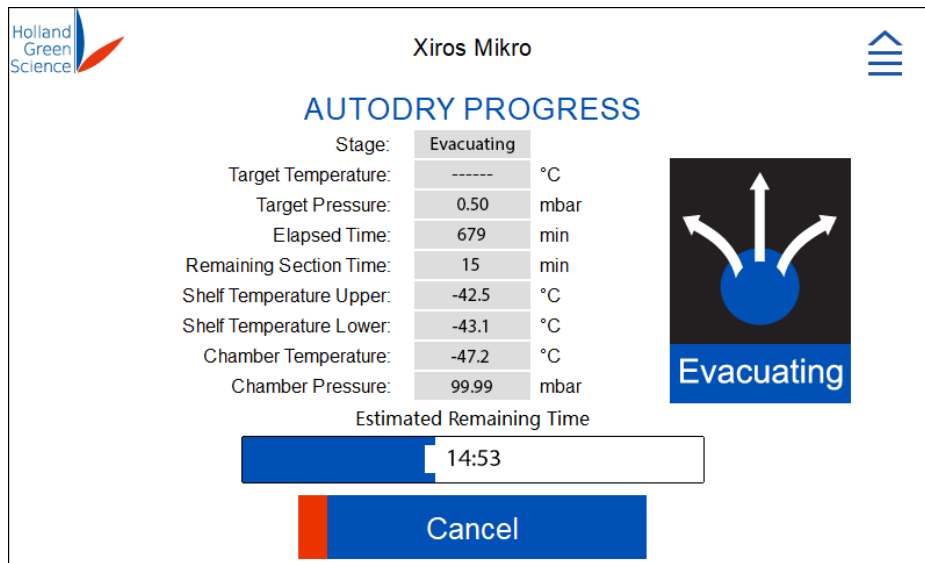 Holland
Green
Science
Xiros Mikro
AUTODRY PROGRESS
Stage: Evacuating
Target Temperature: ------ °C
Target Pressure: 0.50 mbar
Elapsed Time: 679 min
Remaining Section Time: 15 min
Shelf Temperature Upper: -42.5 °C
Shelf Temperature Lower: -43.1 °C
Chamber Temperature: -47.2 °C
Chamber Pressure: 99.99 mbar
Evacuating
Estimated Remaining Time
14:53
Cancel